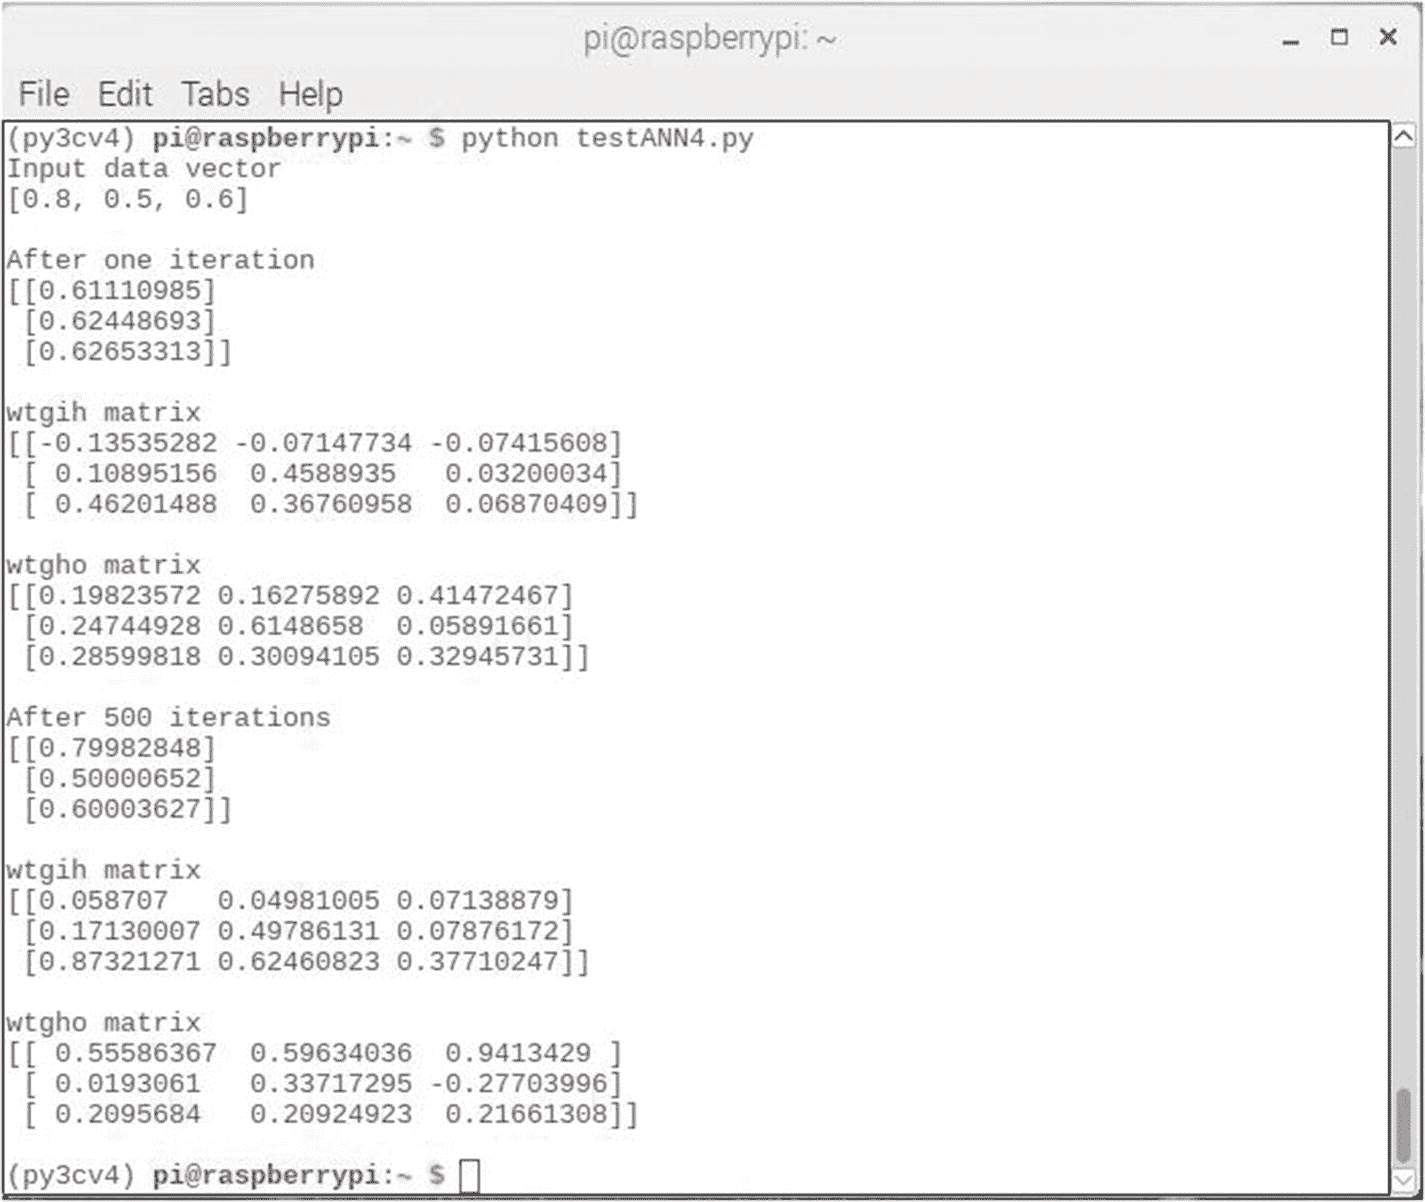 pi@raspberrypi: ~
File Edit Tabs Help
(py3cv4) pi@raspberrypi:~ $ python testANN4.py
Input data vector
[0.8, 0.5, 0.6]
After one iteration
[[0.61110985]
[0.62448693]
[0.62653313]]
wtgih matrix
[[-0.13535282 -0.07147734 -0.07415608]
[ 0.10895156 0.4588935 0.03200034]
[ 0.46201488 0.36760958 0.06870409]]
wtgho matrix
[[0.19823572 0.16275892 0.41472467]
[0.24744928 0.6148658 0.05891661]
[0.28599818 0.30094105 0.32945731]]
After 500 iterations
[[0.79982848]
[0.50000652]
[0.60003627]]
wtgih matrix
[[0.058707 0.04981005 0.07138879]
[0.17130007 0.49786131 0.07876172]
[0.87321271 0.62460823 0.37710247]]
wtgho matrix
[[ 0.55586367 0.59634036 0.9413429 ]
[ 0.0193061 0.33717295 -0.27703996]
[ 0.2095684 0.20924923 0.21661308]]
(py3cv4) pi@raspberrypi:~ $